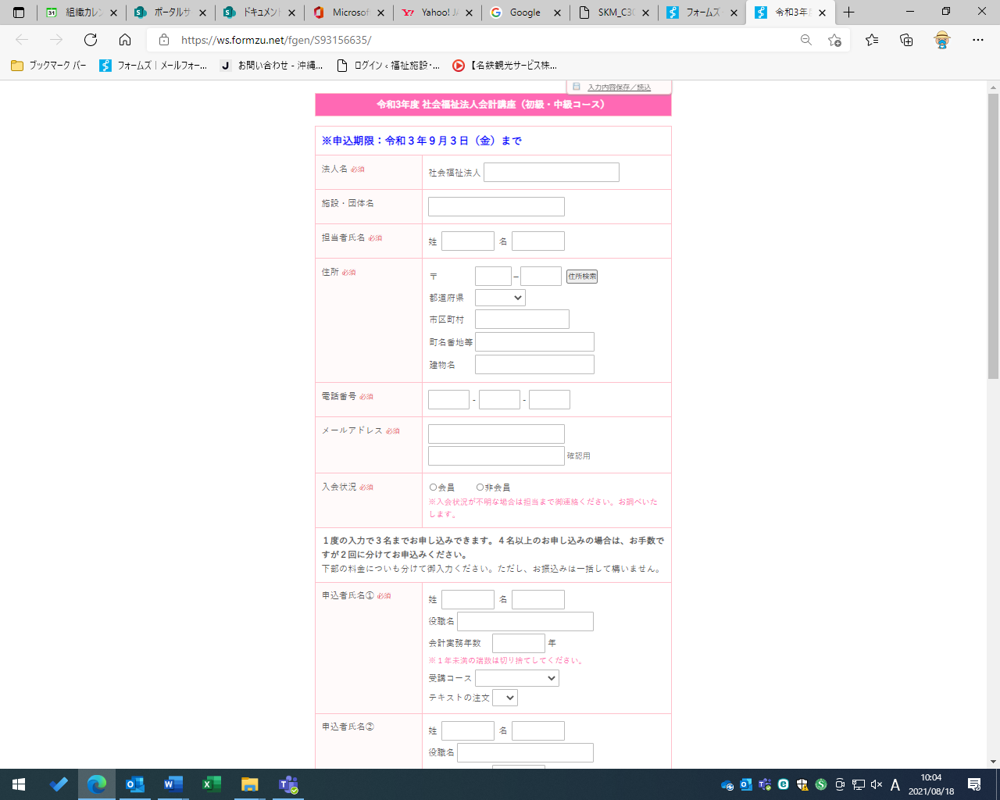 組織カレン
ポータルサ
ドキュメント
Microsof
Yahoo! JA
Google
SKM_C30
フォームズ
令和3年度
https://ws.formzu.net/fgen/S93156635/
ブックマーク バー
フォームズ | メールフォー...
お問い合わせ - 沖縄...
ログイン ‹ 福祉施設・...
【名鉄観光サービス株...
入力内容保存／読込
令和3年度 社会福祉法人会計講座（初級・中級コース）
※申込期限：令和３年９月３日（金）まで
法人名 必須
社会福祉法人
施設・団体名
担当者氏名 必須
姓 名
住所 必須
〒 – 住所検索
都道府県
市区町村
町名番地等
建物名
電話番号 必須
- -
メールアドレス 必須
確認用
入会状況 必須
会員 非会員
※入会状況が不明な場合は担当まで御連絡ください。お調べいた
します。
１度の入力で３名までお申し込みできます。４名以上のお申し込みの場合は、お手数で
すが２回に分けてお申込みください。
下部の料金についも分けて御入力ください。ただし、お振込みは一括して構いません。
申込者氏名① 必須
姓 名
役職名
会計実務年数 年
※１年未満の端数は切り捨てしてください。
受講コース
テキストの注文
申込者氏名②
姓 名
役職名
A
10:04
2021/08/18